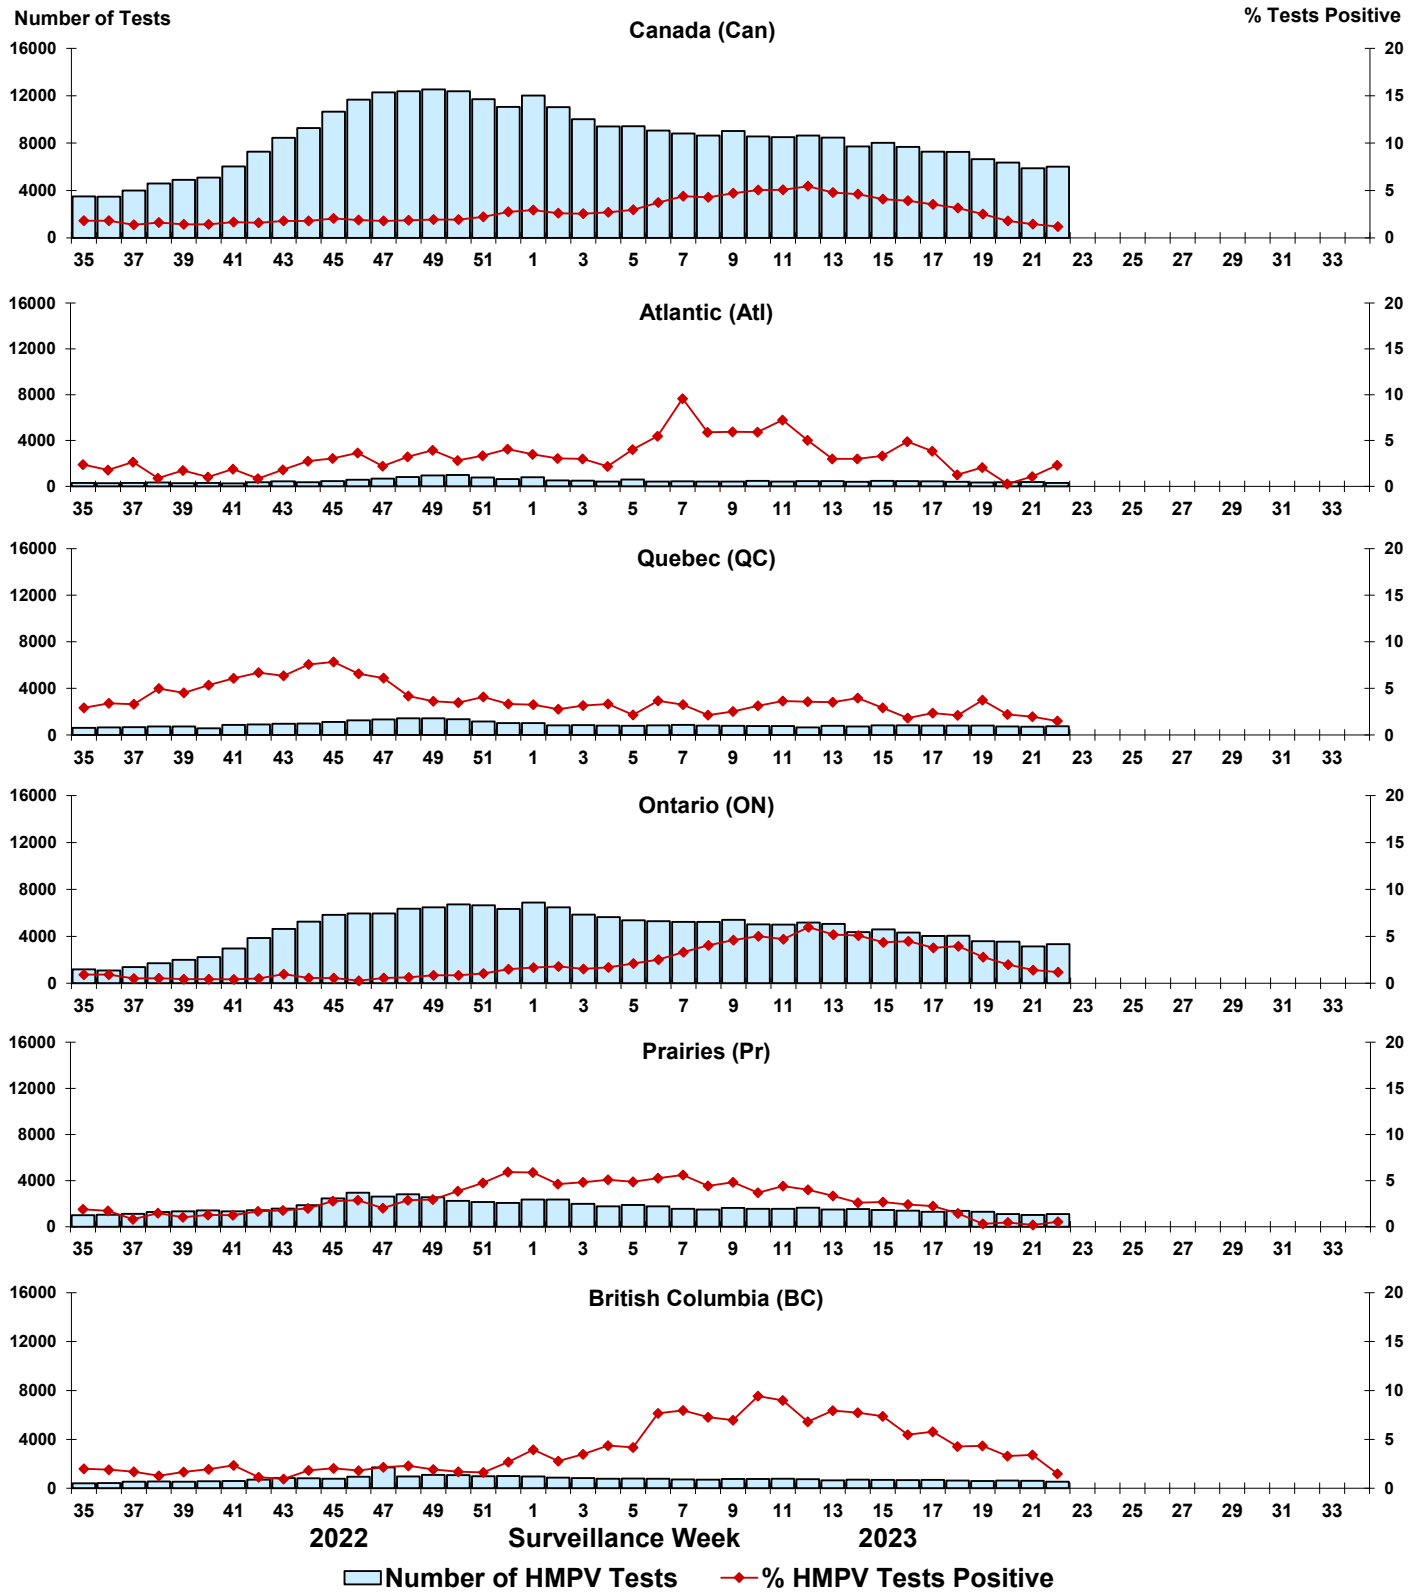 Number of Tests
% Tests Positive
Canada (Can)
16000 20
12000 15
8000 10
4000 5
0 0
35 37 39 41 43 45 47 49 51 1 3 5 7 9 11 13 15 17 19 21 23 25 27 29 31 33
Atlantic (Atl)
16000 20
12000 15
8000 10
4000 5
0 0
35 37 39 41 43 45 47 49 51 1 3 5 7 9 11 13 15 17 19 21 23 25 27 29 31 33
Quebec (QC)
16000 20
12000 15
8000 10
4000 5
0 0
35 37 39 41 43 45 47 49 51 1 3 5 7 9 11 13 15 17 19 21 23 25 27 29 31 33
Ontario (ON)
16000 20
12000 15
8000 10
4000 5
0 0
35 37 39 41 43 45 47 49 51 1 3 5 7 9 11 13 15 17 19 21 23 25 27 29 31 33
Prairies (Pr)
16000 20
12000 15
8000 10
4000 5
0 0
35 37 39 41 43 45 47 49 51 1 3 5 7 9 11 13 15 17 19 21 23 25 27 29 31 33
British Columbia (BC)
16000 20
12000 15
8000 10
4000 5
0 0
35 37 39 41 43 45 47 49 51 1 3 5 7 9 11 13 15 17 19 21 23 25 27 29 31 33
2022 Surveillance Week 2023
Number of HMPV Tests % HMPV Tests Positive